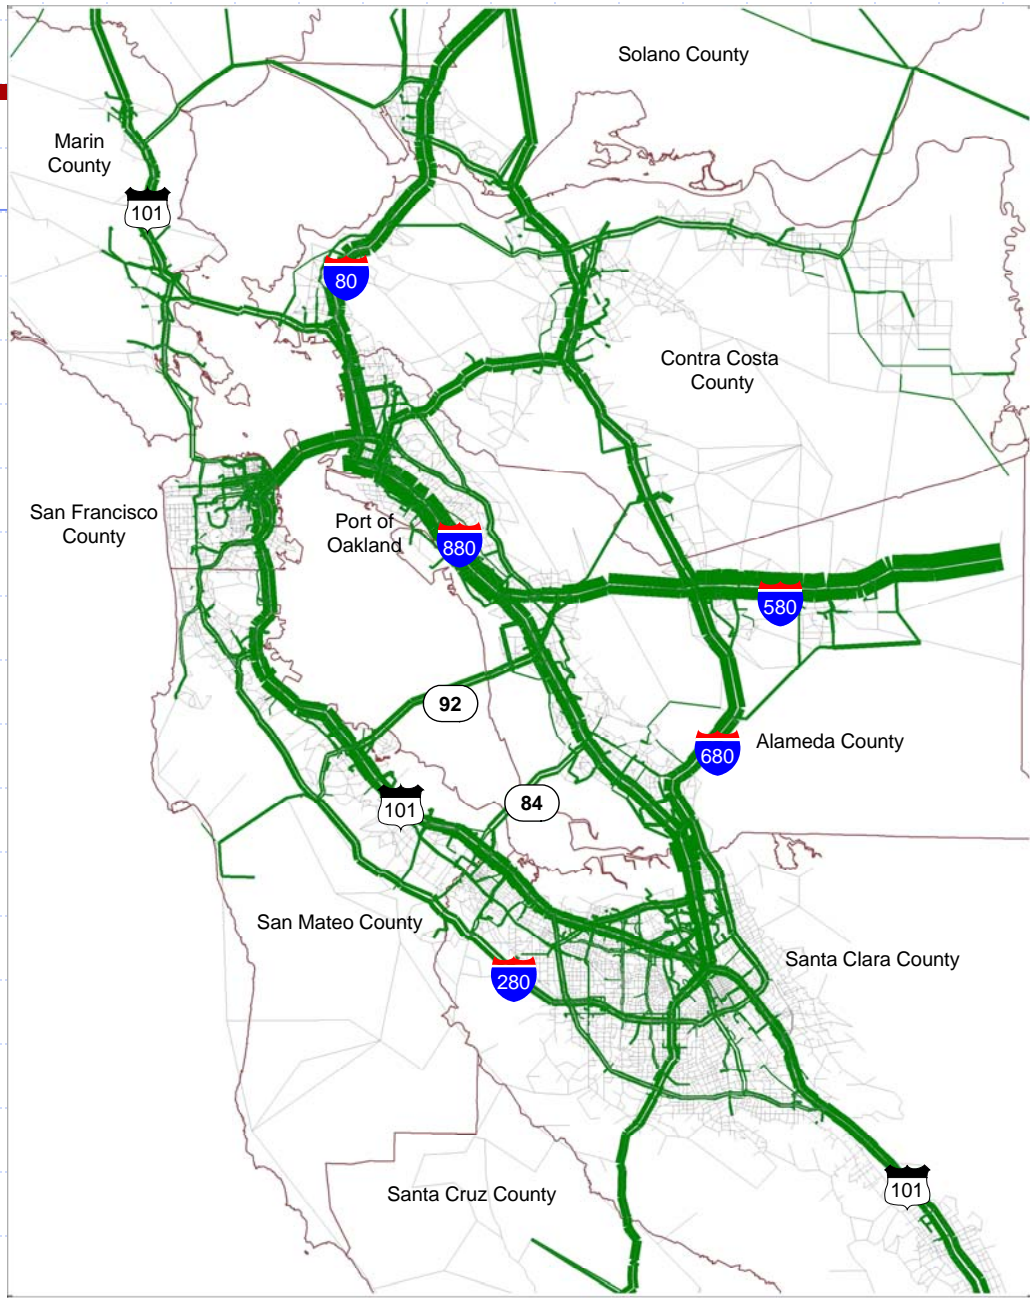 Solano County
Marin
County
101
80
Contra Costa
County
San Francisco
County
Port of
Oakland
880
580
92
680
Alameda County
101
84
San Mateo County
Santa Clara County
280
Santa Cruz County
101